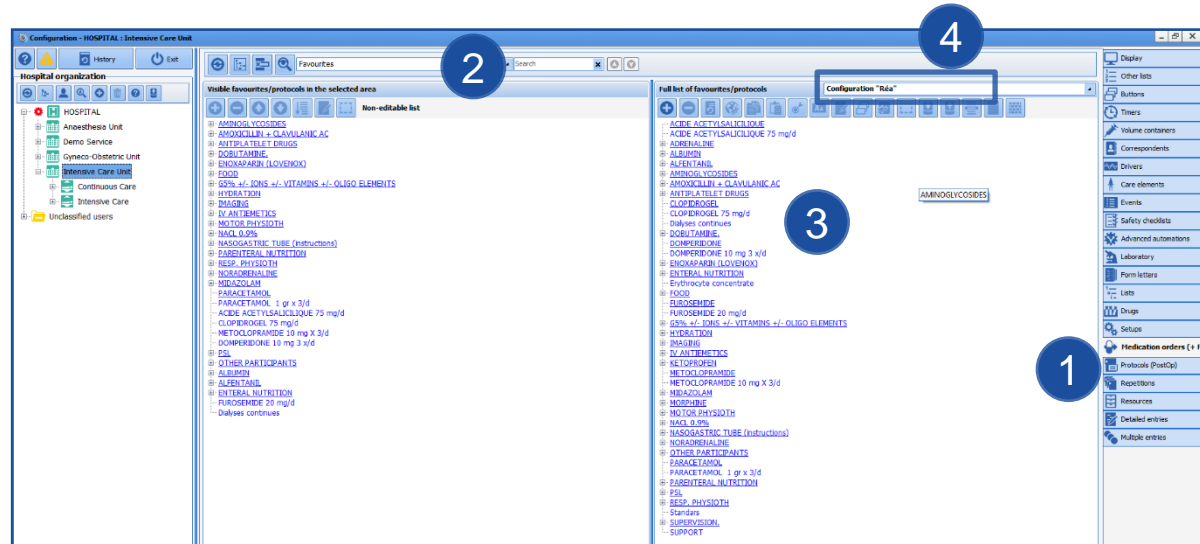 Configuration - HOSPITAL : Intensive Care Unit
History
Exit
Hospital organization
HOSPITAL
Anaesthesia Unit
Demo Service
Gyneco-Obstetric Unit
Intensive Care Unit
Continuous Care
Intensive Care
Unclassified users
Favourites
Search
2
Visible favourites/protocols in the selected area
Non-editable list
AMINOGLYCOSIDES
AMOXICILLIN + CLAVULANIC AC
ANTIPLATELET DRUGS
DOBUTAMINE.
ENOXAPARIN (LOVENOX)
FOOD
G5% +/- IONS +/- VITAMINS +/- OLIGO ELEMENTS
HYDRATION
IMAGING
IV ANTIEMETICS
MOTOR PHYSIOTH
NACL 0.9%
NASOGASTRIC TUBE (instructions)
PARENTERAL NUTRITION
RESP. PHYSIOTH
NORADRENALINE
MIDAZOLAM
PARACETAMOL
PARACETAMOL 1 gr x 3/d
ACIDE ACETYLSALICILIQUE 75 mg/d
CLOPIDROGEL 75 mg/d
METOCLOPRAMIDE 10 mg X 3/d
DOMPERIDONE 10 mg 3 x/d
PSL
OTHER PARTICIPANTS
ALBUMIN
ALFENTANIL
ENTERAL NUTRITION
FUROSEMIDE 20 mg/d
Dialyses continues
4
Full list of favourites/protocols
Configuration "Réa"
ACIDE ACETYLSALICILIQUE
ACIDE ACETYLSALICILIQUE 75 mg/d
ADRENALINE
ALBUMIN
ALFENTANIL
AMINOGLYCOSIDES
AMOXICILLIN + CLAVULANIC AC
ANTIPLATELET DRUGS
CLOPIDROGEL
CLOPIDROGEL 75 mg/d
Dialyses continues
DOBUTAMINE.
DOMPERIDONE
DOMPERIDONE 10 mg 3 x/d
ENOXAPARIN (LOVENOX)
ENTERAL NUTRITION
Erythrocyte concentrate
FOOD
FUROSEMIDE
FUROSEMIDE 20 mg/d
G5% +/- IONS +/- VITAMINS +/- OLIGO ELEMENTS
HYDRATION
IMAGING
IV ANTIEMETICS
KETOPROFEN
METOCLOPRAMIDE
METOCLOPRAMIDE 10 mg X 3/d
MIDAZOLAM
MORPHINE
MOTOR PHYSIOTH
NACL 0.9%
NASOGASTRIC TUBE (instructions)
NORADRENALINE
OTHER PARTICIPANTS
PARACETAMOL
PARACETAMOL 1 gr x 3/d
PARENTERAL NUTRITION
PSL
RESP. PHYSIOTH
Standars
SUPERVISION.
SUPPORT
AMINOGLYCOSIDES
3
1
Display
Other lists
Buttons
Timers
Volume containers
Correspondents
Drivers
Care elements
Events
Safety checklists
Advanced automations
Laboratory
Form letters
Lists
Drugs
Setups
Medication orders (+
Protocols (PostOp)
Repetitions
Resources
Detailed entries
Multiple entries